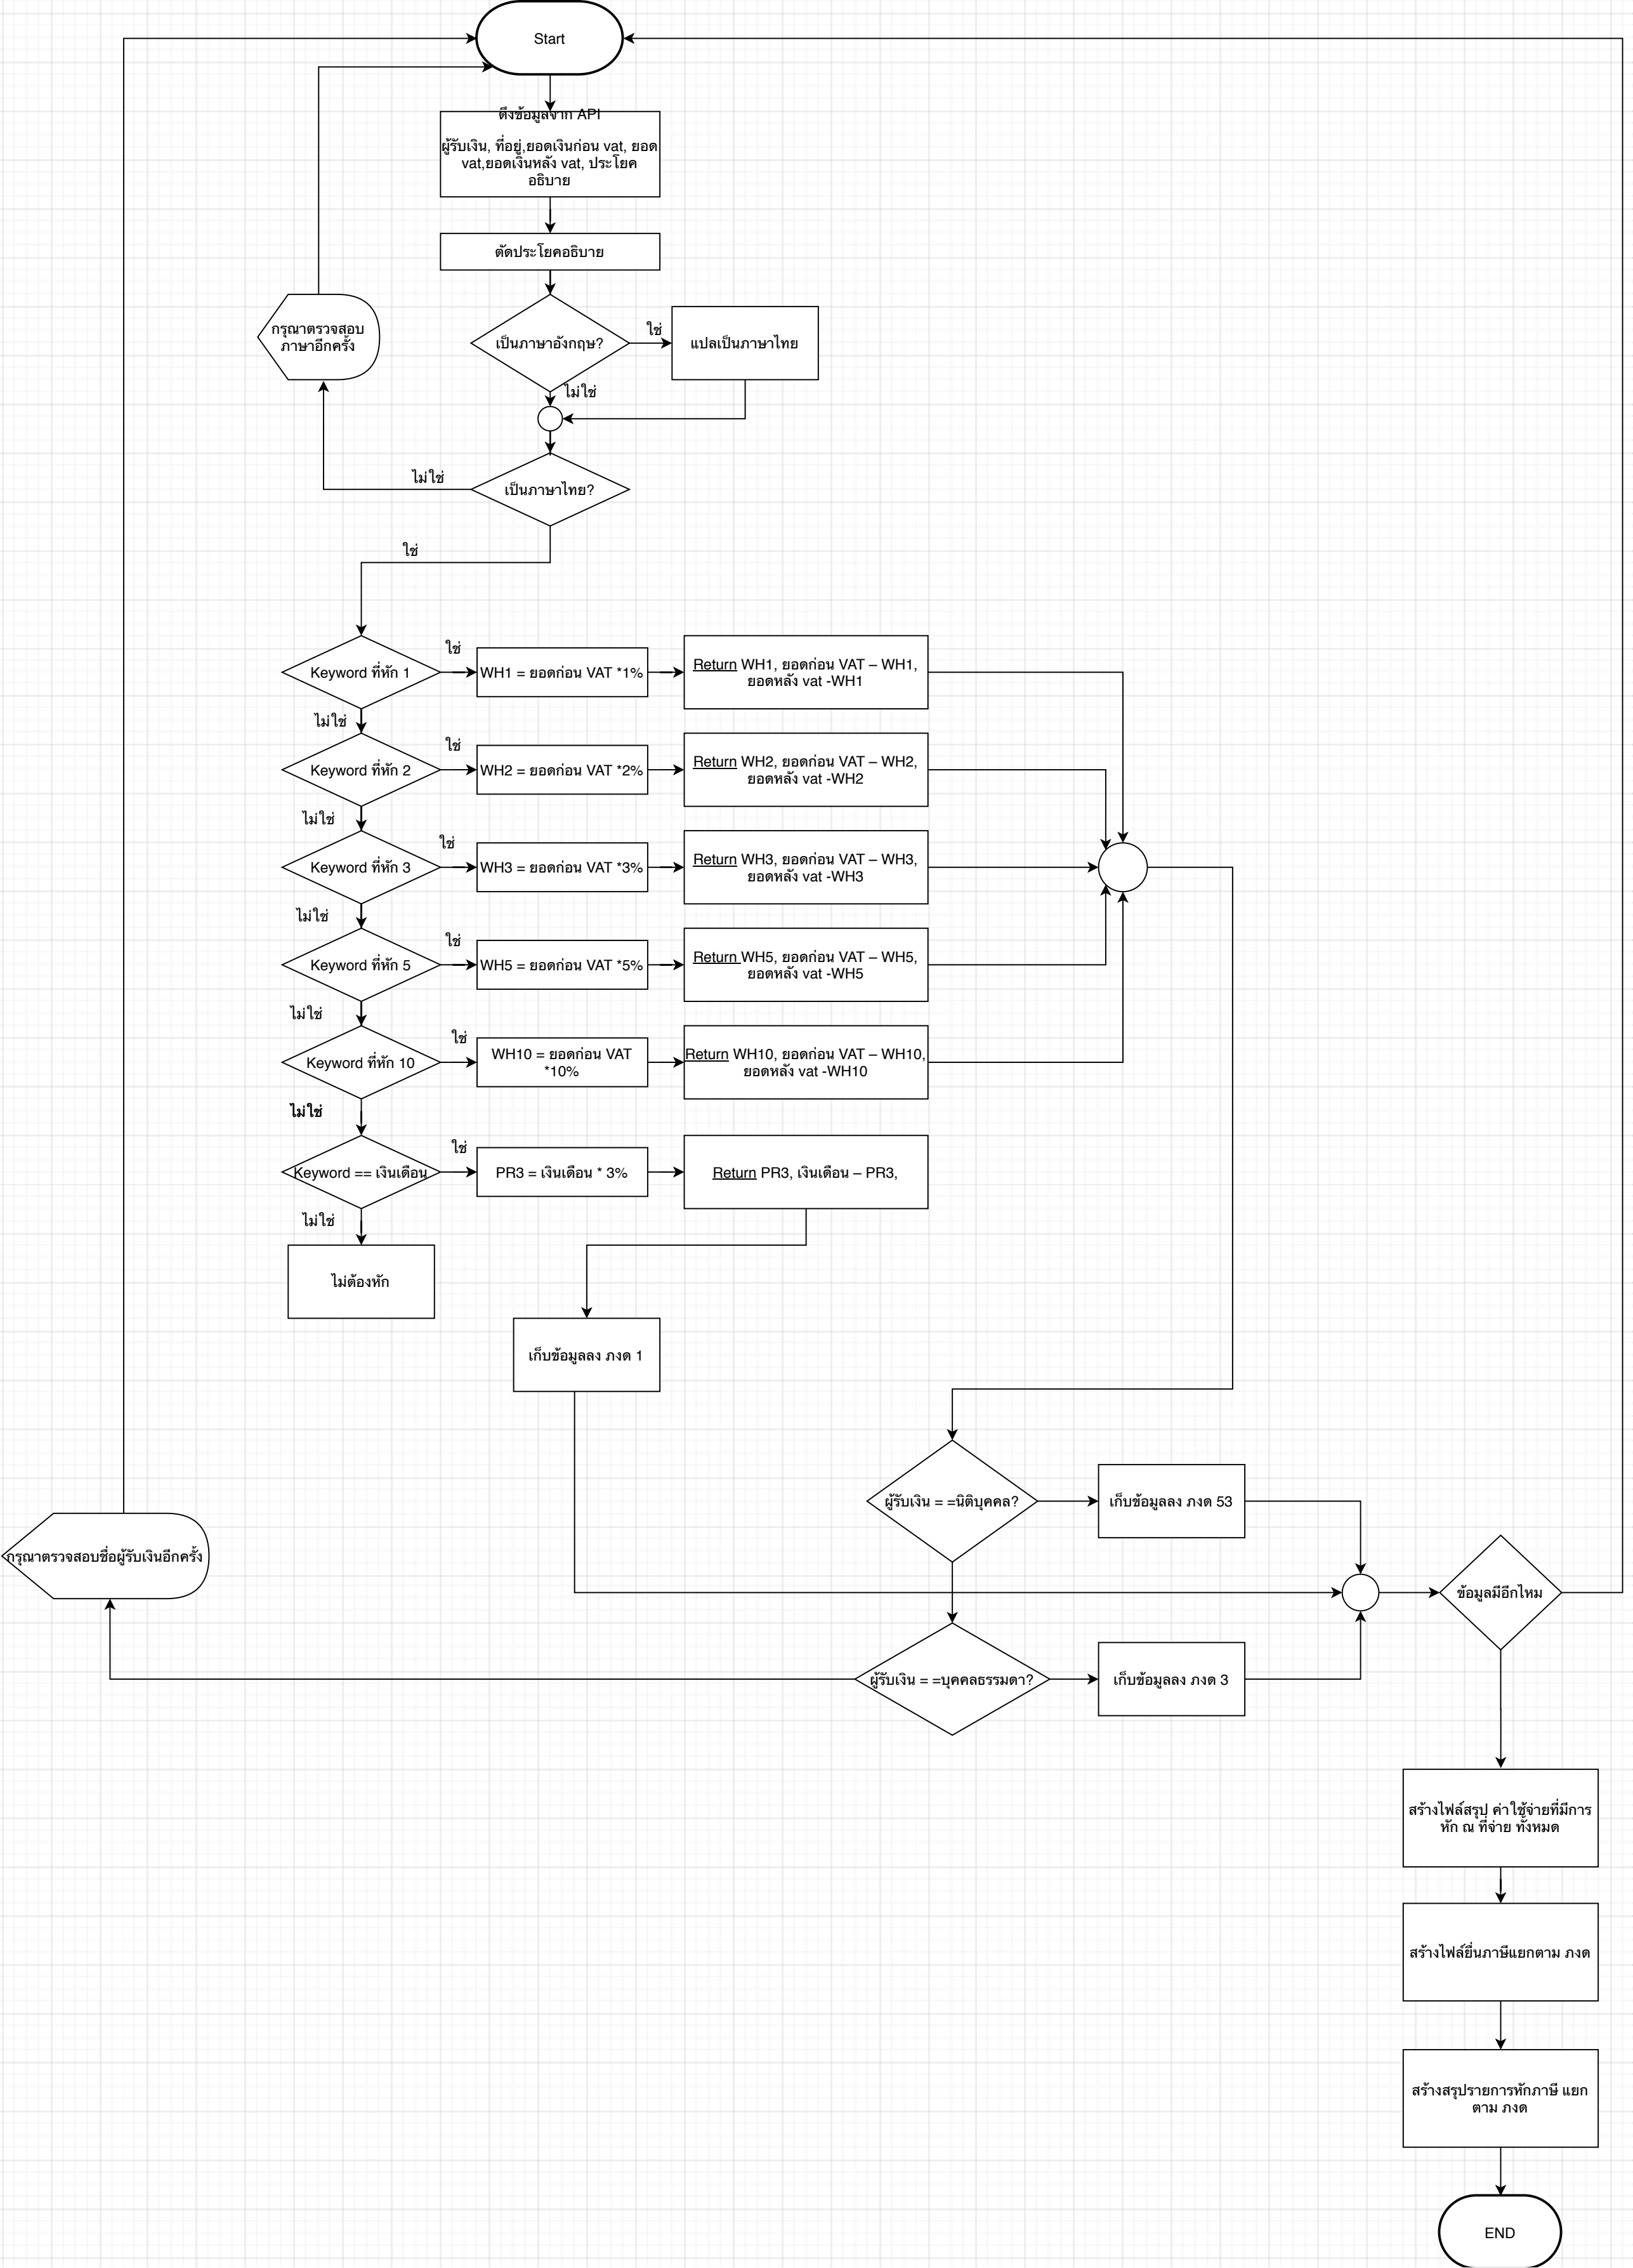 Start
ดึงข้อมูลจาก API
ผู้รับเงิน, ที่อยู่,ยอดเงินก่อน vat, ยอด
vat,ยอดเงินหลัง vat, ประโยค
อธิบาย
ตัดประโยคอธิบาย
กรุณาตรวจสอบ
ภาษาอีกครั้ง
เป็นภาษาอังกฤษ?
ใช่
แปลเป็นภาษาไทย
ไม่ใช่
ไม่ใช่
เป็นภาษาไทย?
ใช่
Keyword ที่หัก 1
ใช่
WH1 = ยอดก่อน VAT *1%
Return WH1, ยอดก่อน VAT – WH1,
ยอดหลัง vat -WH1
ไม่ใช่
Keyword ที่หัก 2
ใช่
WH2 = ยอดก่อน VAT *2%
Return WH2, ยอดก่อน VAT – WH2,
ยอดหลัง vat -WH2
ไม่ใช่
Keyword ที่หัก 3
ใช่
WH3 = ยอดก่อน VAT *3%
Return WH3, ยอดก่อน VAT – WH3,
ยอดหลัง vat -WH3
ไม่ใช่
Keyword ที่หัก 5
ใช่
WH5 = ยอดก่อน VAT *5%
Return WH5, ยอดก่อน VAT – WH5,
ยอดหลัง vat -WH5
ไม่ใช่
Keyword ที่หัก 10
ใช่
WH10 = ยอดก่อน VAT
*10%
Return WH10, ยอดก่อน VAT – WH10,
ยอดหลัง vat -WH10
ไม่ใช่
Keyword == เงินเดือน
ใช่
PR3 = เงินเดือน * 3%
Return PR3, เงินเดือน – PR3,
ไม่ใช่
ไม่ต้องหัก
เก็บข้อมูลลง ภงด 1
ผู้รับเงิน = =นิติบุคคล?
เก็บข้อมูลลง ภงด 53
กรุณาตรวจสอบชื่อผู้รับเงินอีกครั้ง
ข้อมูลมีอีกไหม
ผู้รับเงิน = =บุคคลธรรมดา?
เก็บข้อมูลลง ภงด 3
สร้างไฟล์สรุป ค่าใช้จ่ายที่มีการ
หัก ณ ที่จ่าย ทั้งหมด
สร้างไฟล์ยื่นภาษีแยกตาม ภงด
สร้างสรุปรายการหักภาษี แยก
ตาม ภงด
END